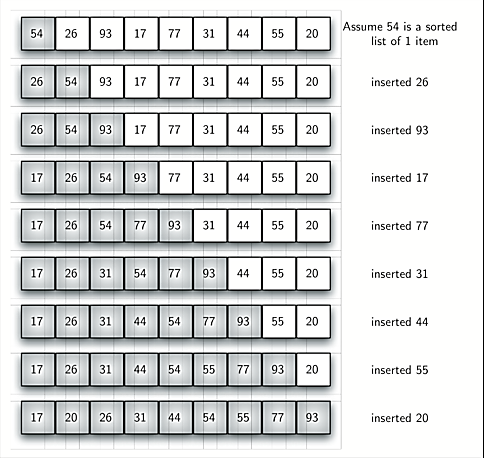 54 26 93 17 77 31 44 55 20 Assume 54 is a sorted
list of 1 item
26 54 93 17 77 31 44 55 20 inserted 26
26 54 93 17 77 31 44 55 20 inserted 93
17 26 54 93 77 31 44 55 20 inserted 17
17 26 54 77 93 31 44 55 20 inserted 77
17 26 31 54 77 93 44 55 20 inserted 31
17 26 31 44 54 77 93 55 20 inserted 44
17 26 31 44 54 55 77 93 20 inserted 55
17 20 26 31 44 54 55 77 93 inserted 20